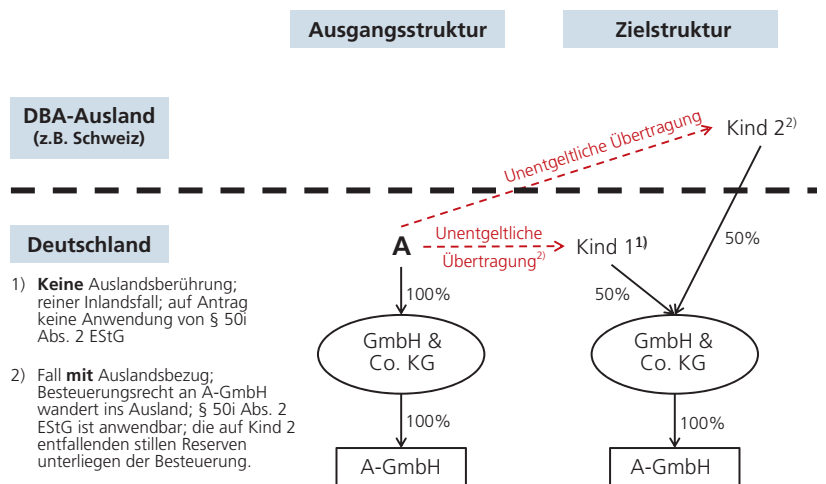 Ausgangsstruktur
Zielstruktur
DBA-Ausland
(z.B. Schweiz)
Unentgeltliche Übertragung
Kind 2²⁾
Deutschland
A
Unentgeltliche
Übertragung²⁾
Kind 1¹⁾
50%
100%
50%
1) Keine Auslandsberührung;
reiner Inlandsfall; auf Antrag
keine Anwendung von § 50i
Abs. 2 EStG
GmbH &
Co. KG
GmbH &
Co. KG
2) Fall mit Auslandsbezug;
Besteuerungsrecht an A-GmbH
wandert ins Ausland; § 50i Abs. 2
EStG ist anwendbar; die auf Kind 2
entfallenden stillen Reserven
unterliegen der Besteuerung.
100%
100%
A-GmbH
A-GmbH